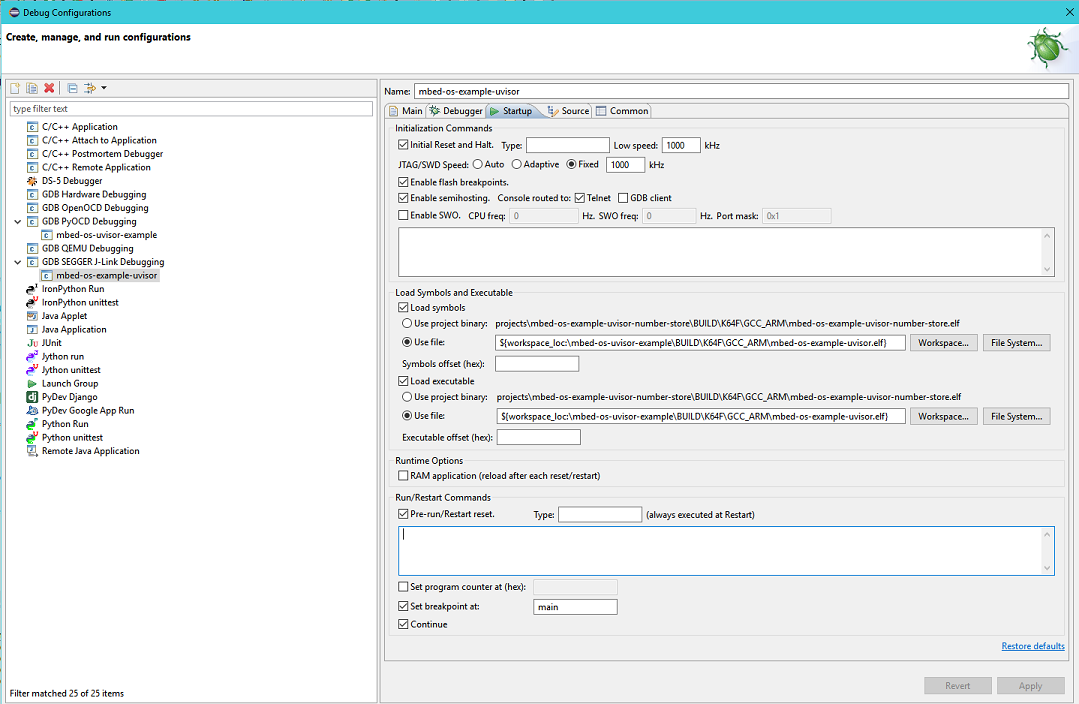 Debug Configurations
Create, manage, and run configurations
type filter text
C/C++ Application
C/C++ Attach to Application
C/C++ Postmortem Debugger
C/C++ Remote Application
DS-5 Debugger
GDB Hardware Debugging
GDB OpenOCD Debugging
GDB PyOCD Debugging
mbed-os-uvisor-example
GDB QEMU Debugging
GDB SEGGER J-Link Debugging
mbed-os-example-uvisor
IronPython Run
IronPython unittest
Java Applet
Java Application
JUnit
Jython run
Jython unittest
Launch Group
PyDev Django
PyDev Google App Run
Python Run
Python unittest
Remote Java Application
Filter matched 25 of 25 items
Name: mbed-os-example-uvisor
Main Debugger Startup Source Common
Initialization Commands
Initial Reset and Halt. Type: Low speed: 1000 kHz
JTAG/SWD Speed: Auto Adaptive Fixed 1000 kHz
Enable flash breakpoints.
Enable semihosting. Console routed to: Telnet GDB client
Enable SWO. CPU freq: 0 Hz. SWO freq: 0 Hz. Port mask: 0x1
Load Symbols and Executable
Load symbols
Use project binary: projects\mbed-os-example-uvisor-number-store\BUILD\K64F\GCC_ARM\mbed-os-example-uvisor-number-store.elf
Use file: ${workspace_loc:\mbed-os-uvisor-example\BUILD\K64F\GCC_ARM\mbed-os-example-uvisor.elf} Workspace... File System...
Symbols offset (hex):
Load executable
Use project binary: projects\mbed-os-example-uvisor-number-store\BUILD\K64F\GCC_ARM\mbed-os-example-uvisor-number-store.elf
Use file: ${workspace_loc:\mbed-os-uvisor-example\BUILD\K64F\GCC_ARM\mbed-os-example-uvisor.elf} Workspace... File System...
Executable offset (hex):
Runtime Options
RAM application (reload after each reset/restart)
Run/Restart Commands
Pre-run/Restart reset. Type: (always executed at Restart)
Set program counter at (hex):
Set breakpoint at: main
Continue
Restore defaults
Revert Apply